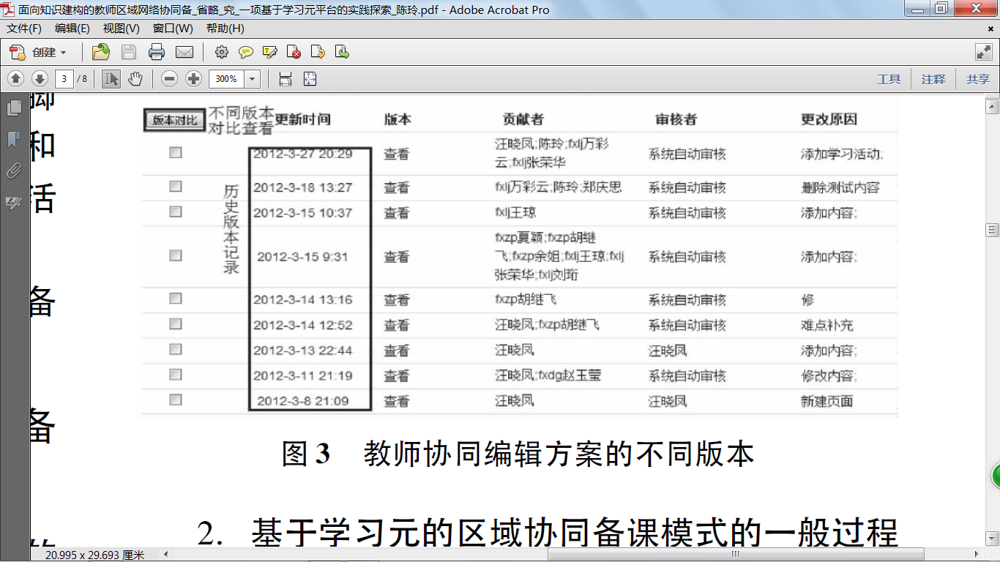 面向知识建构的教师区域网络协同备_省略_究_一项基于学习元平台的实践探索_陈玲.pdf - Adobe Acrobat Pro
文件(F) 编辑(E) 视图(V) 窗口(W) 帮助(H)
创建
3 / 8 300% 工具 注释 共享
和
活
备
备
版本对比 不同版本对比查看 更新时间 版本 贡献者 审核者 更改原因
历史版本记录
2012-3-27 20:29 查看 汪晓凤;陈玲;fxlj万彩 系统自动审核 添加学习活动;
云;fxlj张荣华
2012-3-18 13:27 查看 fxlj万彩云;陈玲;郑庆思 系统自动审核 删除测试内容
2012-3-15 10:37 查看 fxlj王琼 系统自动审核 添加内容;
fxzp夏颖;fxzp胡继
2012-3-15 9:31 查看 飞;fxzp余姐;fxlj王琼;fxlj 系统自动审核 添加内容;
张荣华;fxlj刘珩
2012-3-14 13:16 查看 fxzp胡继飞 系统自动审核 修
2012-3-14 12:52 查看 汪晓凤;fxzp胡继飞 系统自动审核 难点补充
2012-3-13 22:44 查看 汪晓凤 汪晓凤 添加内容;
2012-3-11 21:19 查看 汪晓凤;fxdg赵玉莹 系统自动审核 修改内容;
2012-3-8 21:09 查看 汪晓凤 汪晓凤 新建页面
图 3 教师协同编辑方案的不同版本
2. 基于学习元的区域协同备课模式的一般过程
20.995 x 29.693 厘米